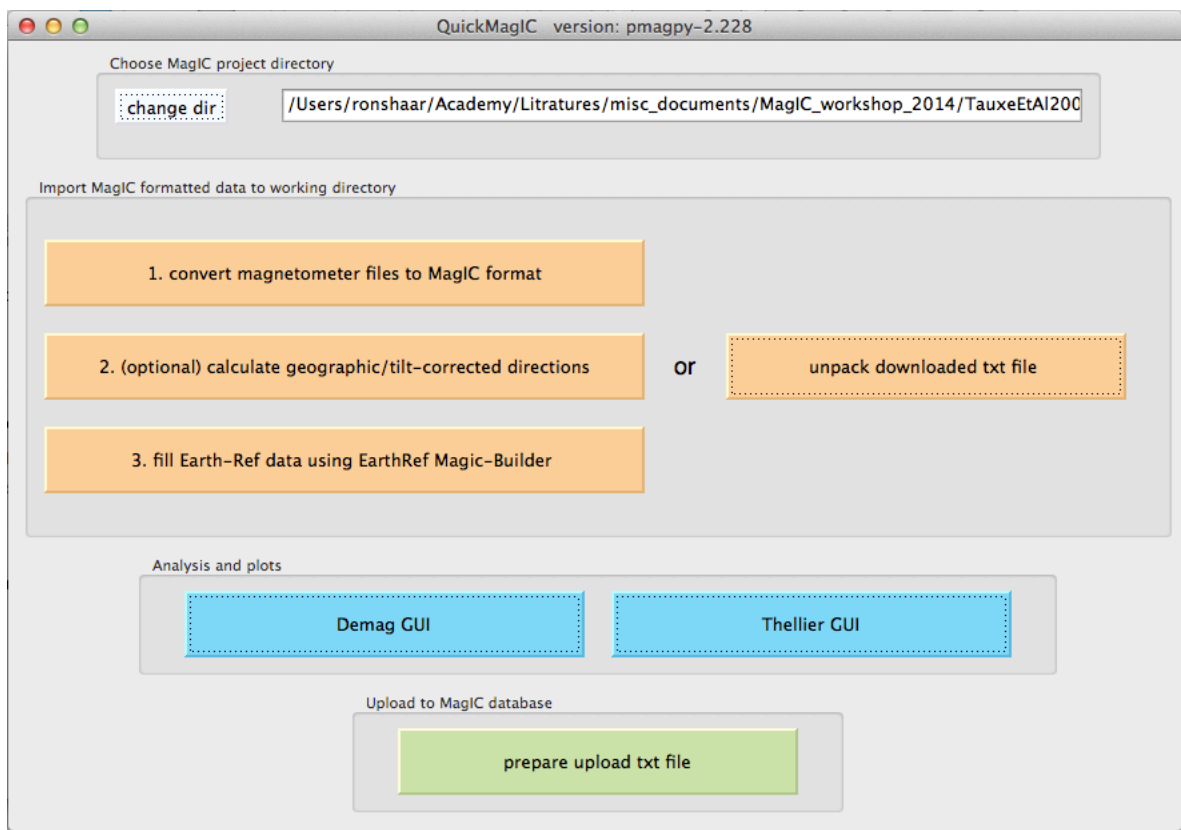 QuickMagIC version: pmagpy-2.228
Choose MagIC project directory
change dir
/Users/ronshaar/Academy/Litratures/misc_documents/MagIC_workshop_2014/TauxeEtAl200
Import MagIC formatted data to working directory
1. convert magnetometer files to MagIC format
2. (optional) calculate geographic/tilt-corrected directions
or
unpack downloaded txt file
3. fill Earth-Ref data using EarthRef Magic-Builder
Analysis and plots
Demag GUI
Thellier GUI
Upload to MagIC database
prepare upload txt file